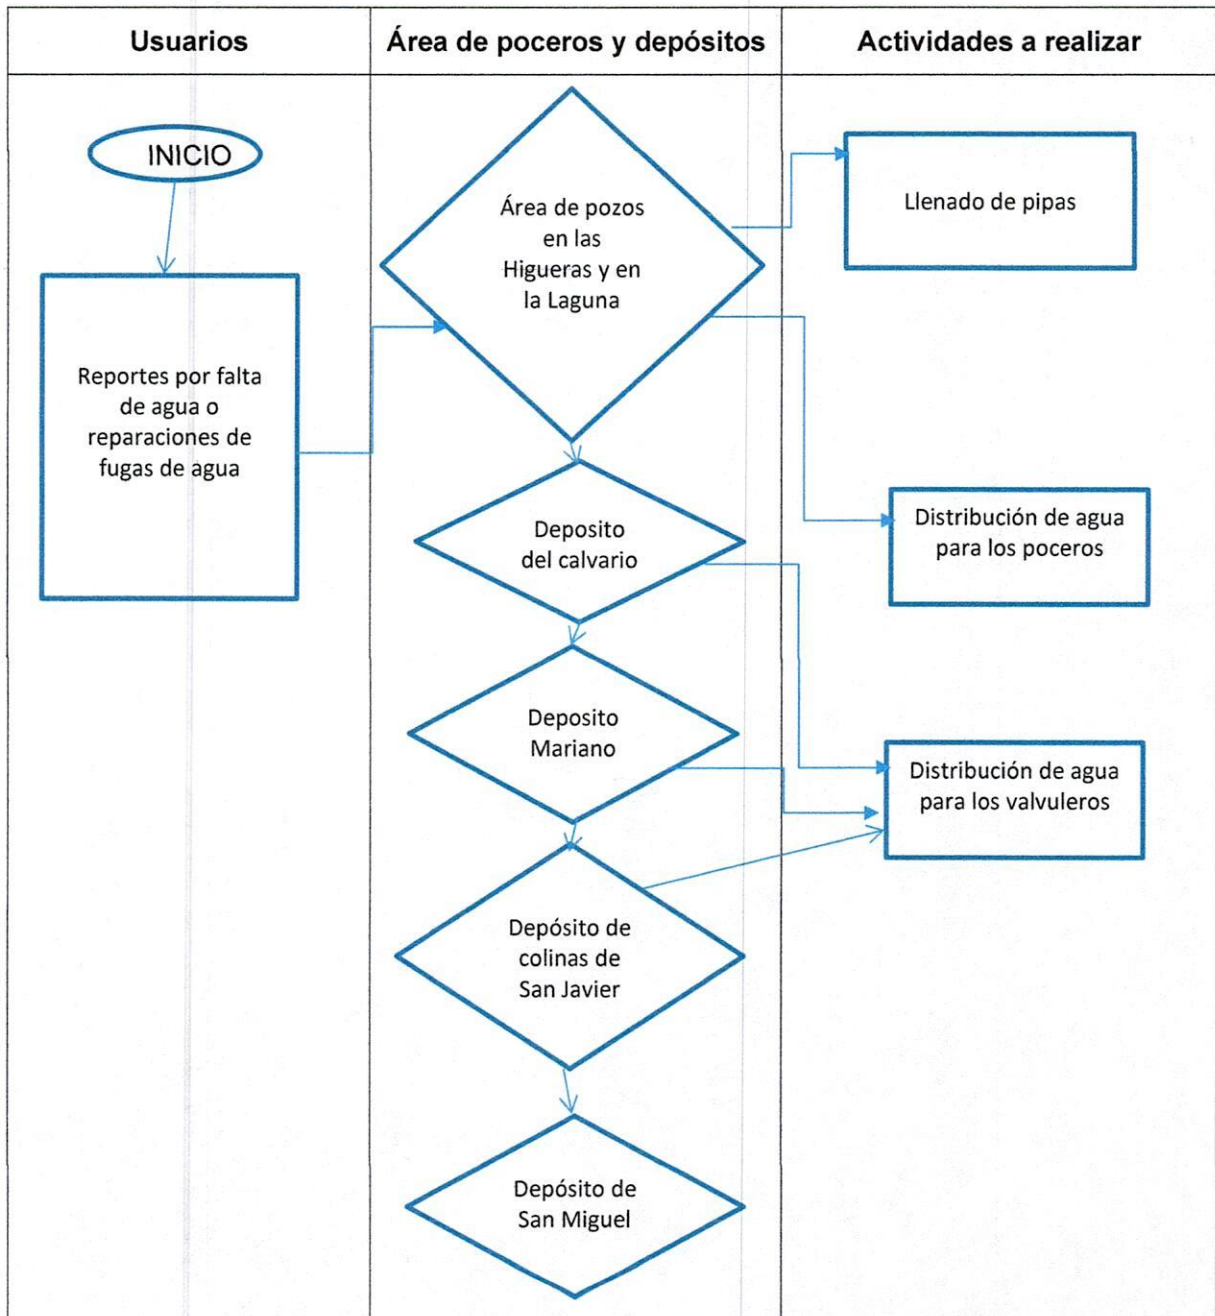 Usuarios
Área de poceros y depósitos
Actividades a realizar
INICIO
Reportes por falta
de agua o
reparaciones de
fugas de agua
Área de pozos
en las
Higueras y en
la Laguna
Deposito
del calvario
Deposito
Mariano
Depósito de
colinas de
San Javier
Depósito de
San Miguel
Llenado de pipas
Distribución de agua
para los poceros
Distribución de agua
para los valvuleros